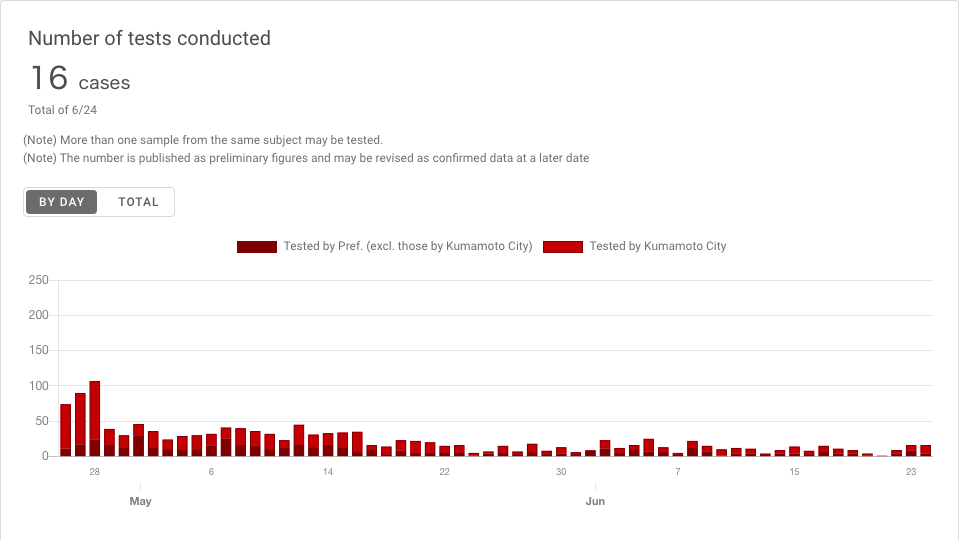 Number of tests conducted
16 cases
Total of 6/24
(Note) More than one sample from the same subject may be tested.
(Note) The number is published as preliminary figures and may be revised as confirmed data at a later date
BY DAY TOTAL
Tested by Pref. (excl. those by Kumamoto City) Tested by Kumamoto City
250
200
150
100
50
0
28 6 14 22 30 7 15 23
May Jun